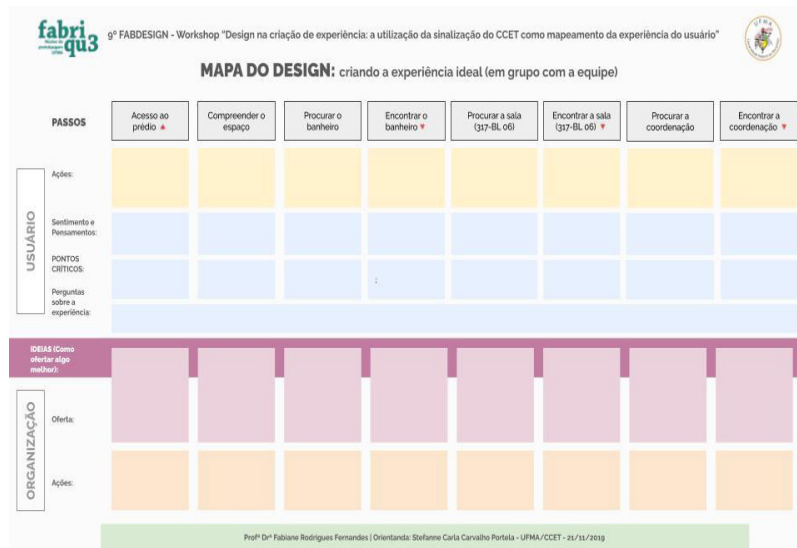 fabri
qu3
9º FABDESIGN - Workshop "Design na criação de experiência: a utilização da sinalização do CCET como mapeamento da experiência do usuário"
UFMA
MAPA DO DESIGN: criando a experiência ideal (em grupo com a equipe)
PASSOS
Acesso ao
prédio
Compreender o
espaço
Procurar o
banheiro
Encontrar o
banheiro
Procurar a sala
(317-BL 06)
Encontrar a sala
(317-BL 06)
Procurar a
coordenação
Encontrar a
coordenação
USUÁRIO
Ações:
Sentimento e
Pensamentos:
PONTOS
CRÍTICOS:
:
Perguntas
sobre a
experiência:
IDEIAS (Como
ofertar algo
melhor):
ORGANIZAÇÃO
Oferta:
Ações:
Profª Drª Fabiane Rodrigues Fernandes | Orientanda: Stefanne Carla Carvalho Portela - UFMA/CCET - 21/11/2019